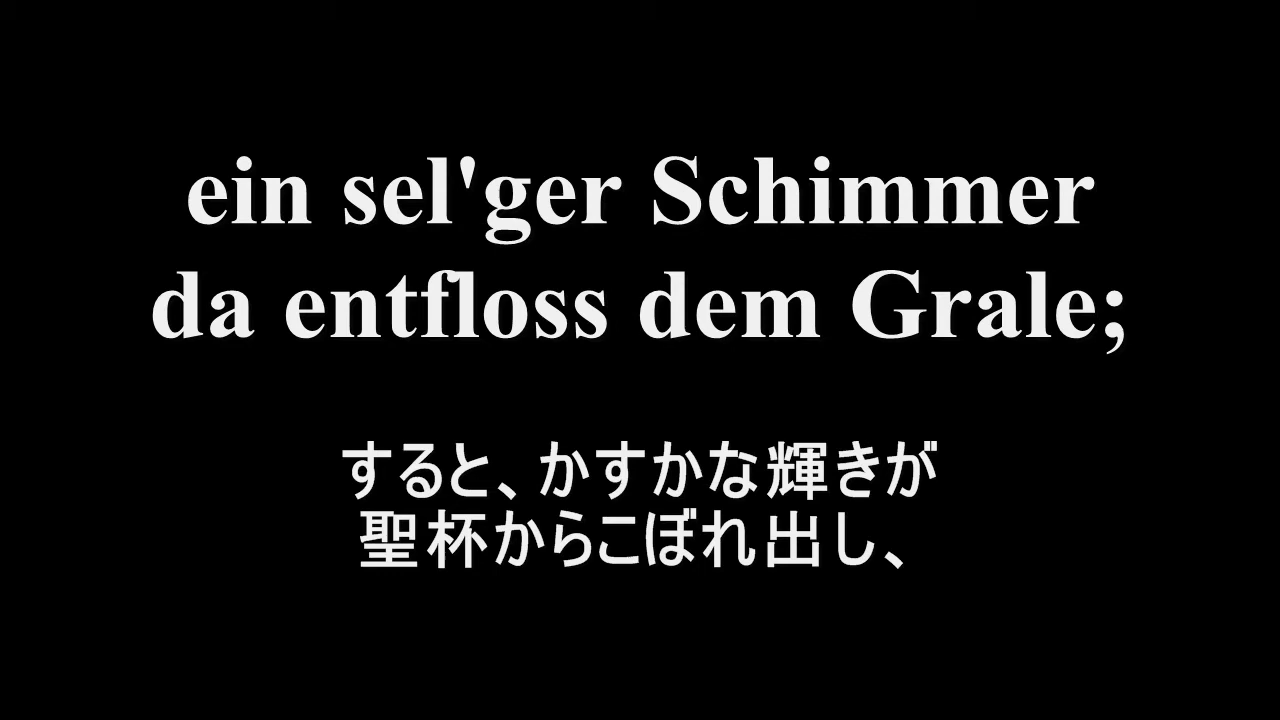 ein sel'ger Schimmer
da entfloss dem Grale;
すると、かすかな輝きが
聖杯からこぼれ出し、